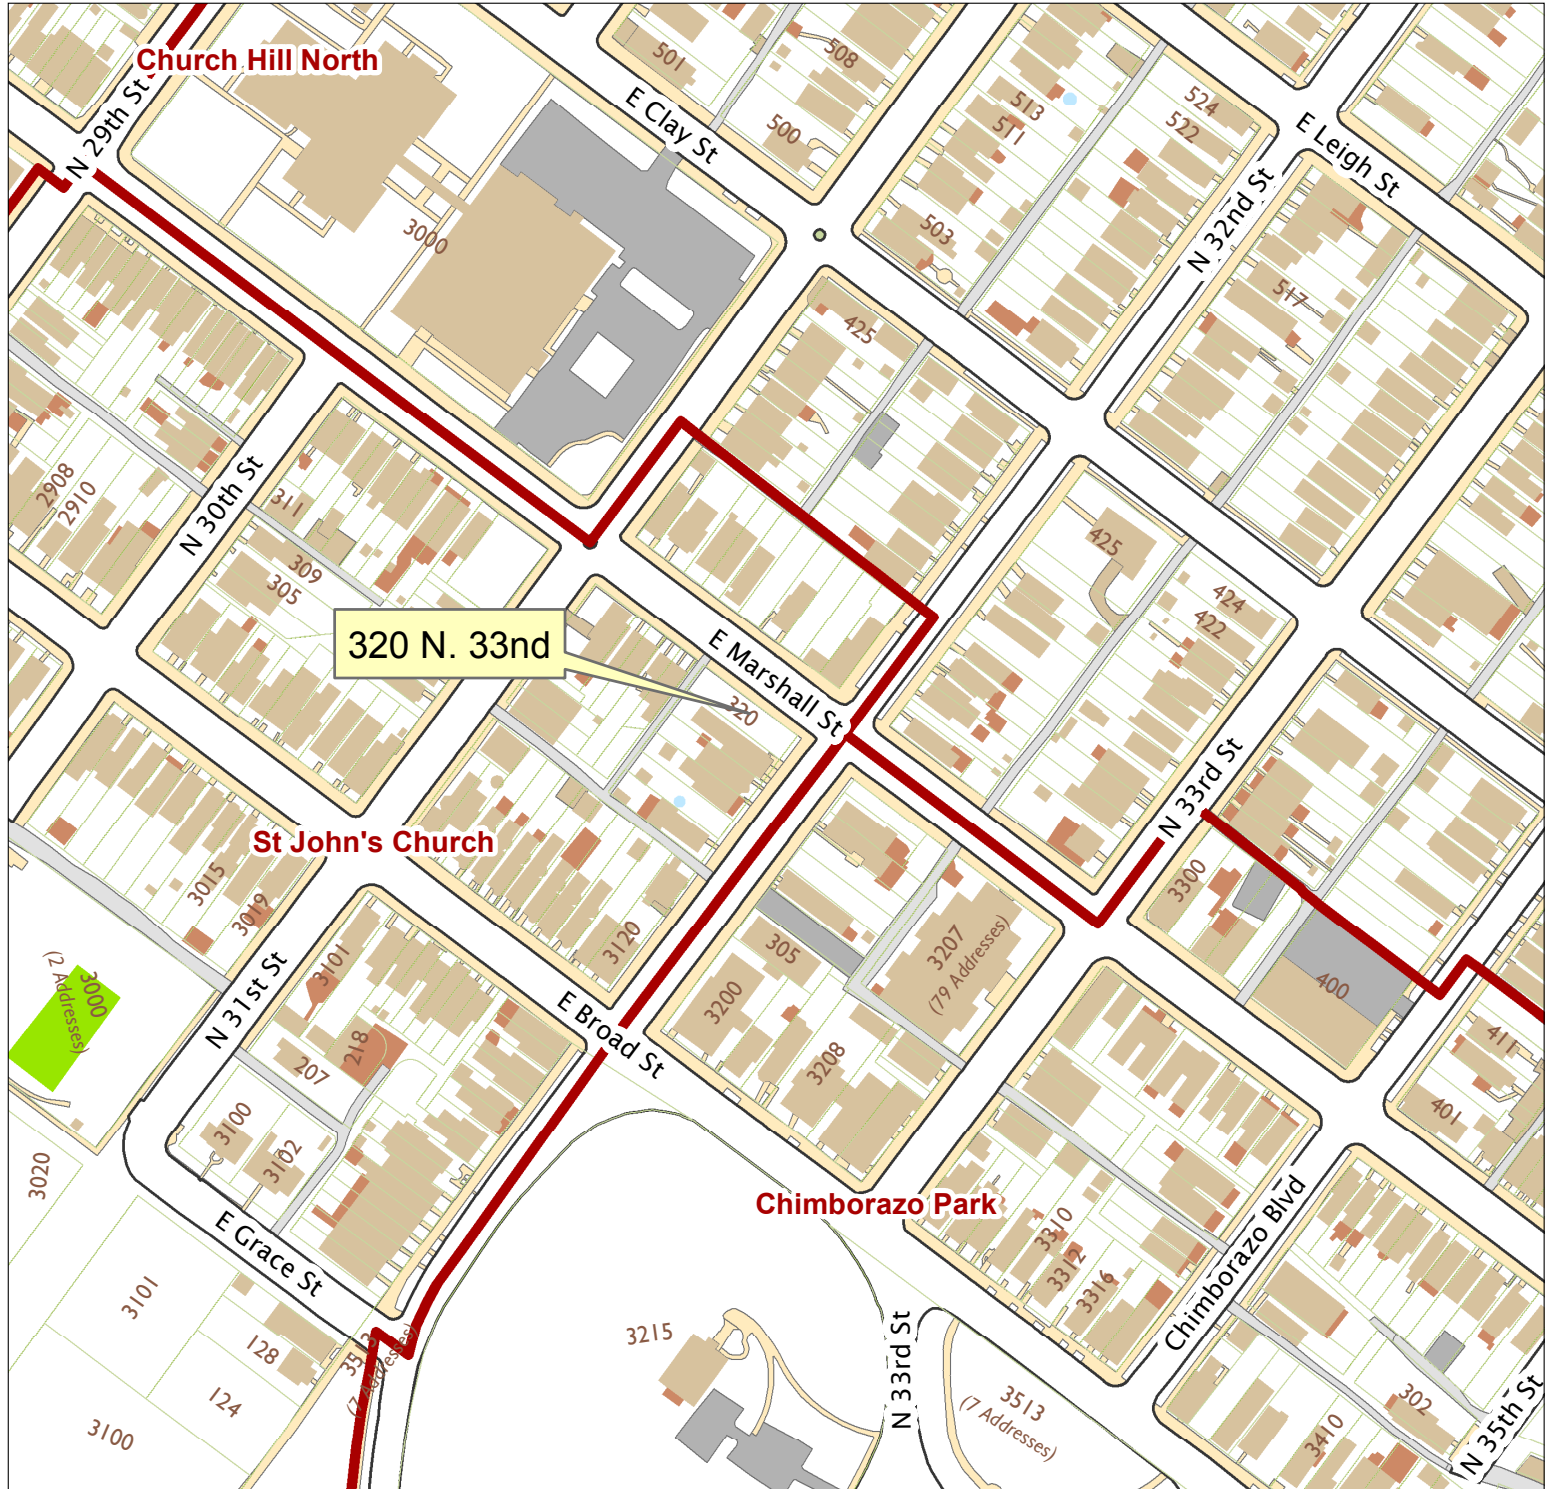 Church Hill North
N 29th St
501
508
E Clay St
500
513
511
524
522
E Leigh St
3000
503
N 32nd St
517
425
2908
2910
N 30th St
311
309
305
425
424
422
320 N. 33nd
E Marshall St
320
N 33rd St
St John's Church
3015
3019
3120
3300
3101
305
3207
(79 Addresses)
400
3000
(2 Addresses)
N 31st St
E Broad St
3200
218
207
3208
411
401
3100
3102
3020
Chimborazo Park
3310
3312
3316
Chimborazo Blvd
E Grace St
3101
128
124
3100
3513
(7 Addresses)
3215
N 33rd St
3513
(7 Addresses)
302
3410
N 35th St